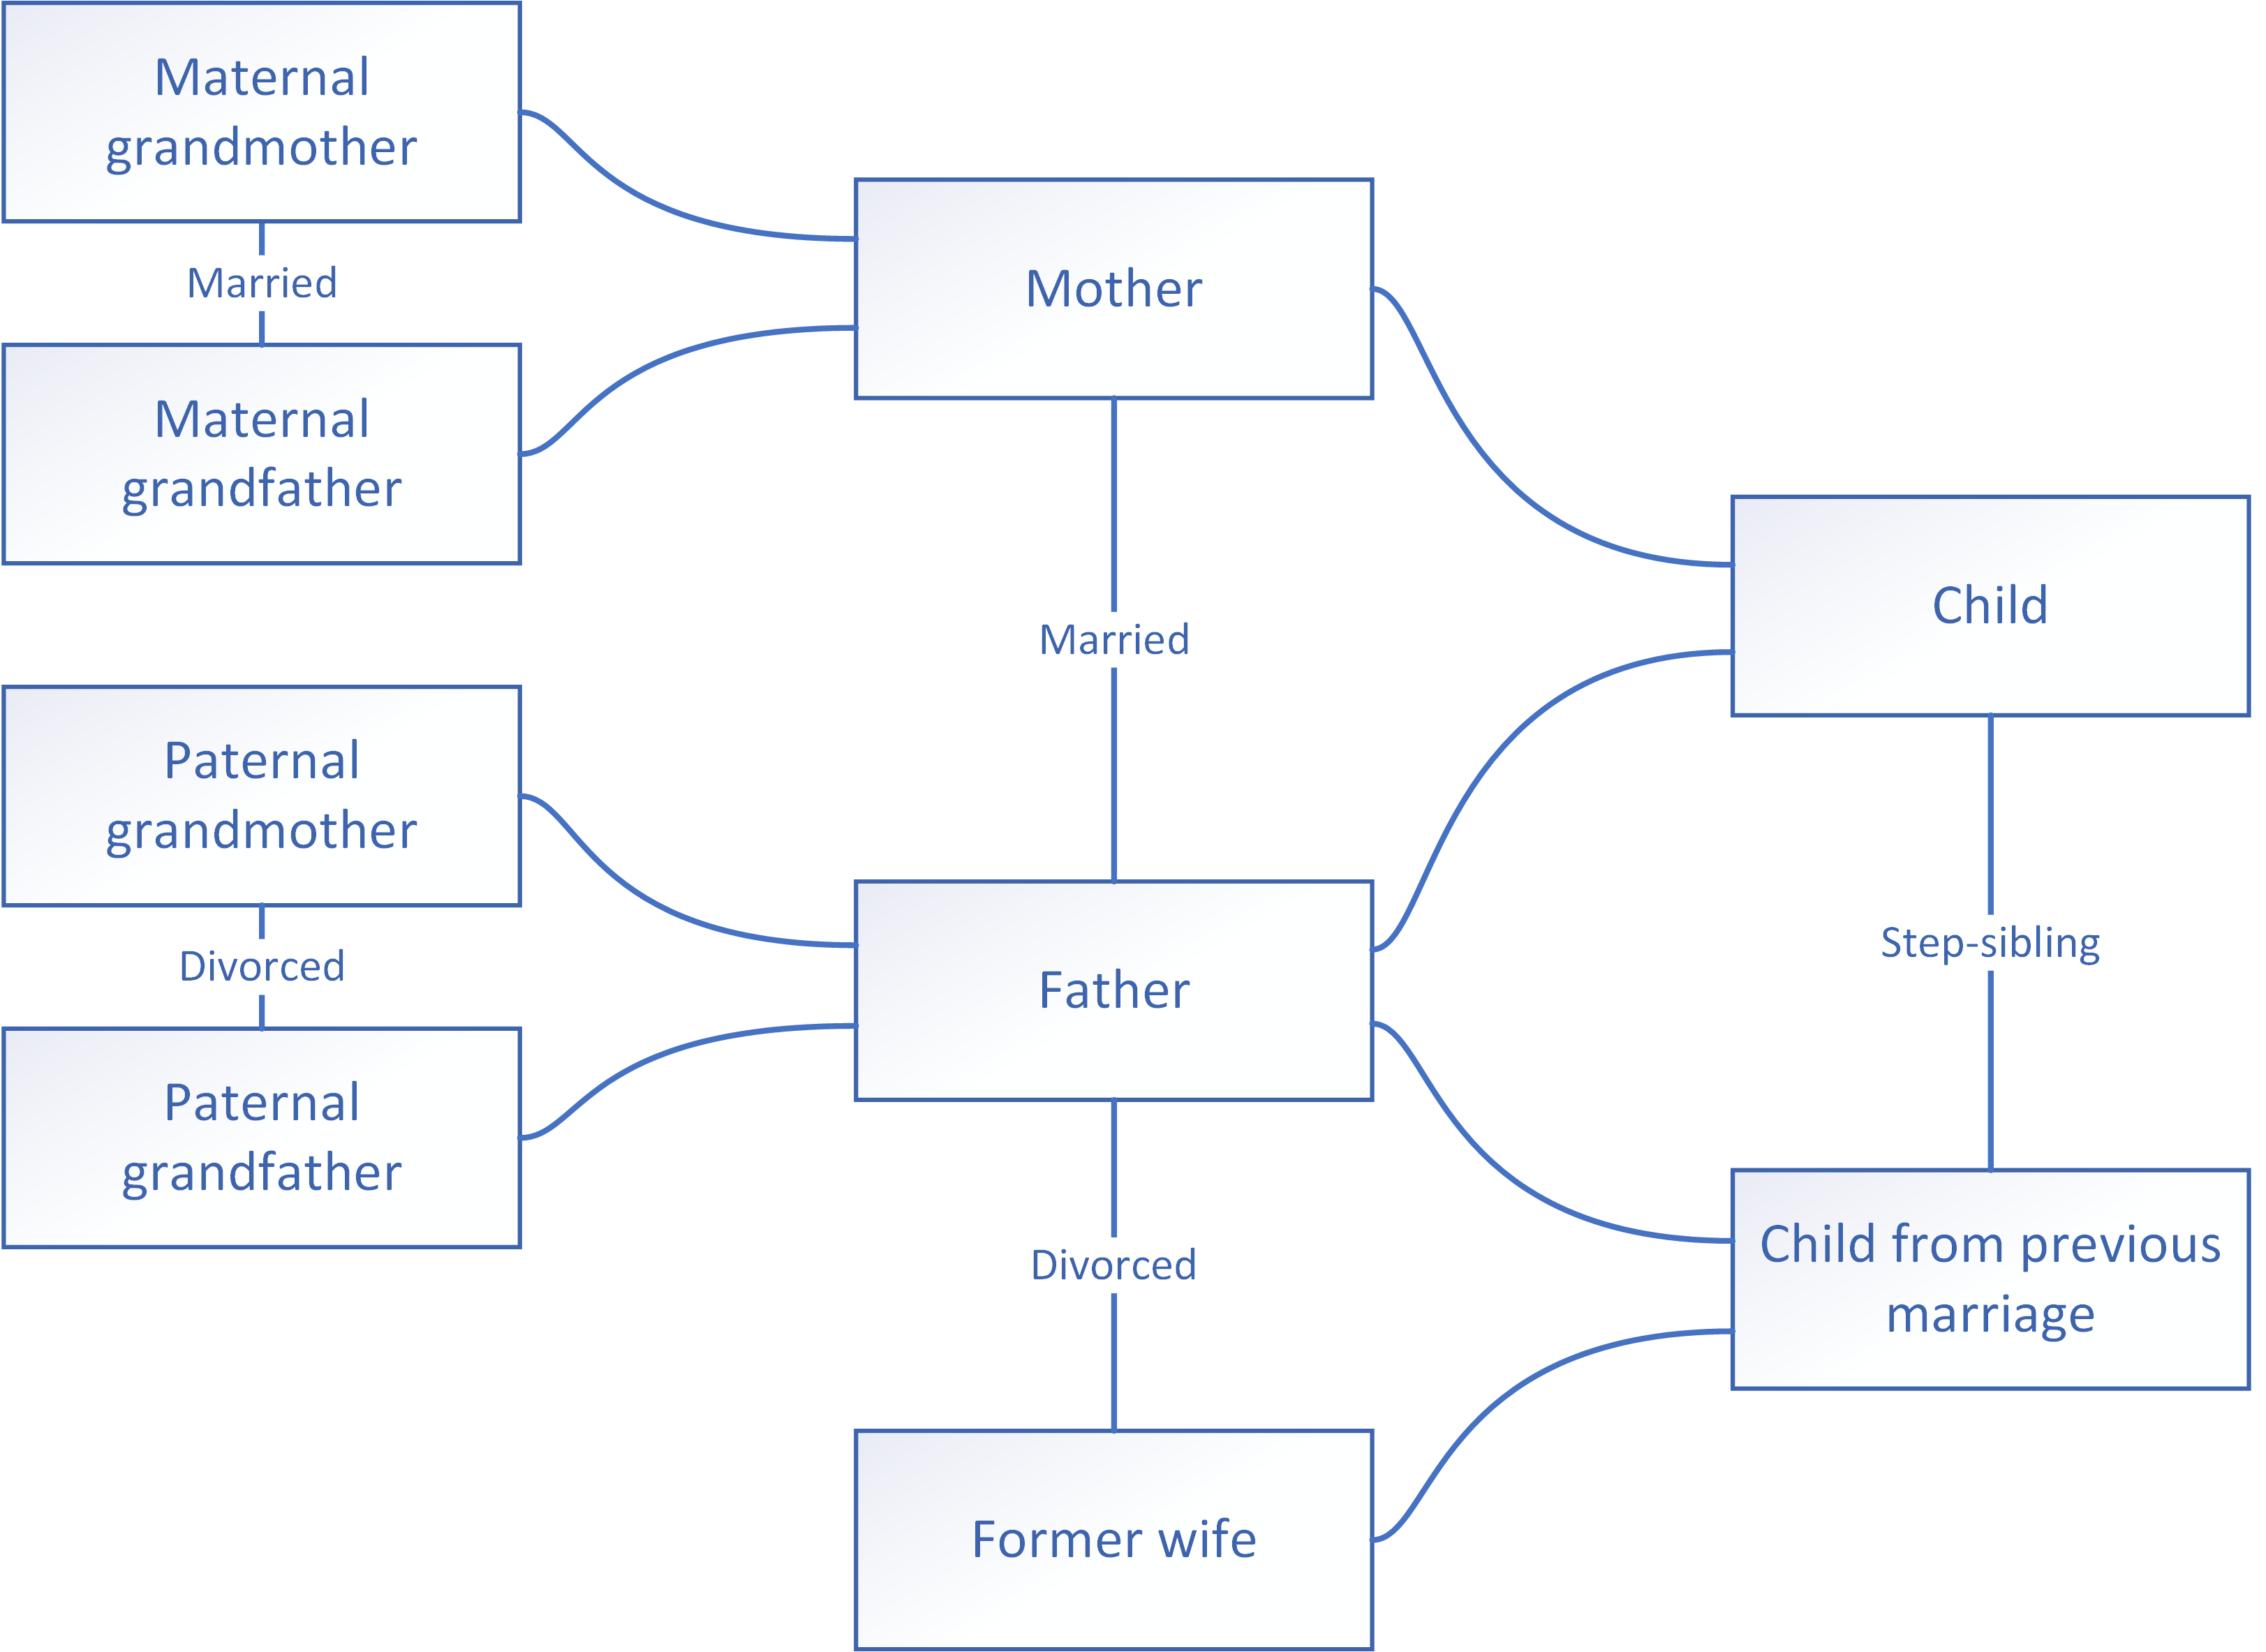 Maternal
grandmother
Married
Maternal
grandfather
Paternal
grandmother
Divorced
Paternal
grandfather
Mother
Married
Father
Divorced
Former wife
Child
Step-sibling
Child from previous
marriage